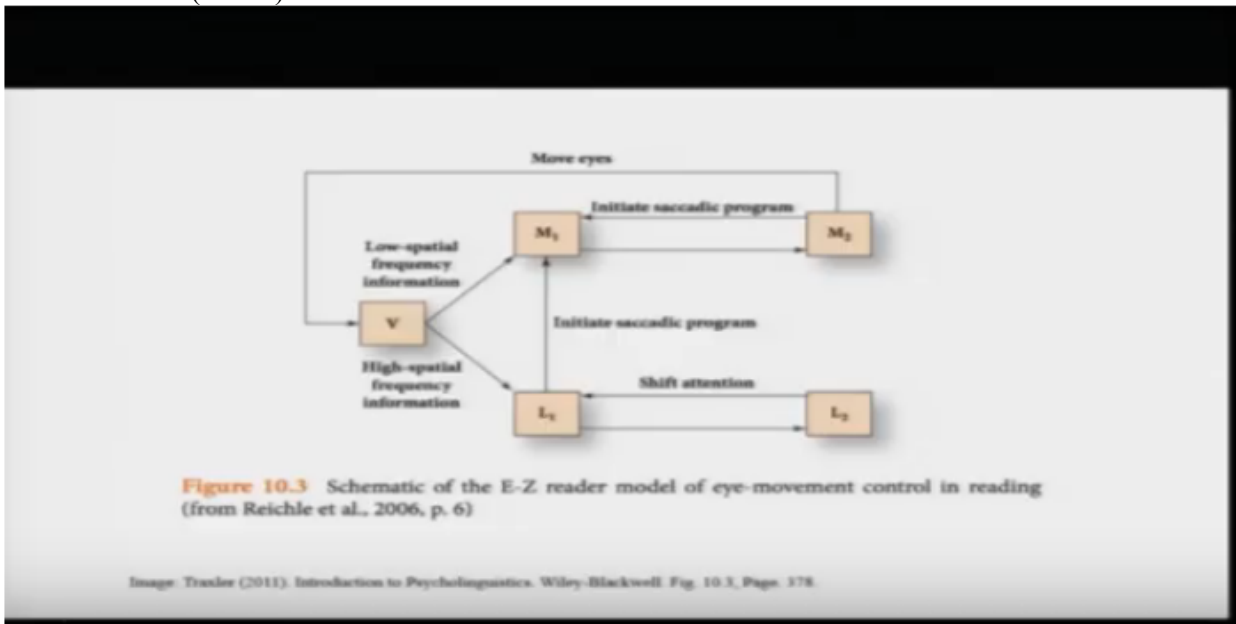 Move eyes
Initiate saccadic program
M₁
M₂
Low-spatial
frequency
information
V
Initiate saccadic program
High-spatial
frequency
information
Shift attention
L₁
L₂
Figure 10.3 Schematic of the E-Z reader model of eye-movement control in reading
(from Reichle et al., 2006, p. 6)
Image: Traxler (2011). Introduction to Psycholinguistics. Wiley-Blackwell. Fig. 10.3, Page. 378.